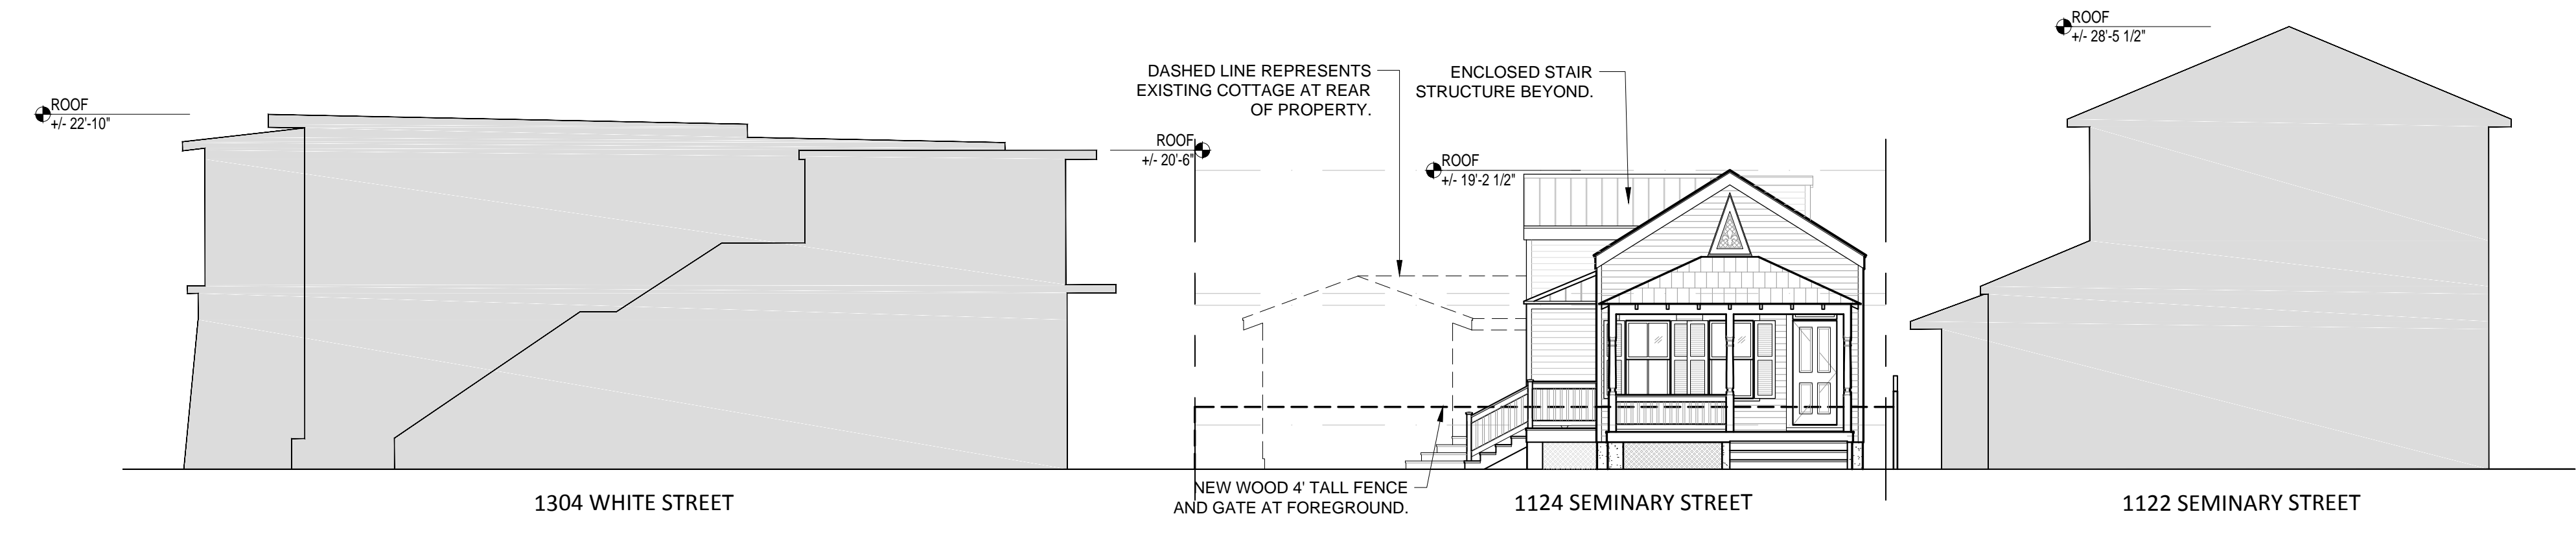 ROOF
+/- 22'-10"
DASHED LINE REPRESENTS
EXISTING COTTAGE AT REAR
OF PROPERTY.
ROOF
+/- 20'-6"
ENCLOSED STAIR
STRUCTURE BEYOND.
ROOF
+/- 19'-2 1/2"
ROOF
+/- 28'-5 1/2"
NEW WOOD 4' TALL FENCE
AND GATE AT FOREGROUND.
1304 WHITE STREET
1124 SEMINARY STREET
1122 SEMINARY STREET